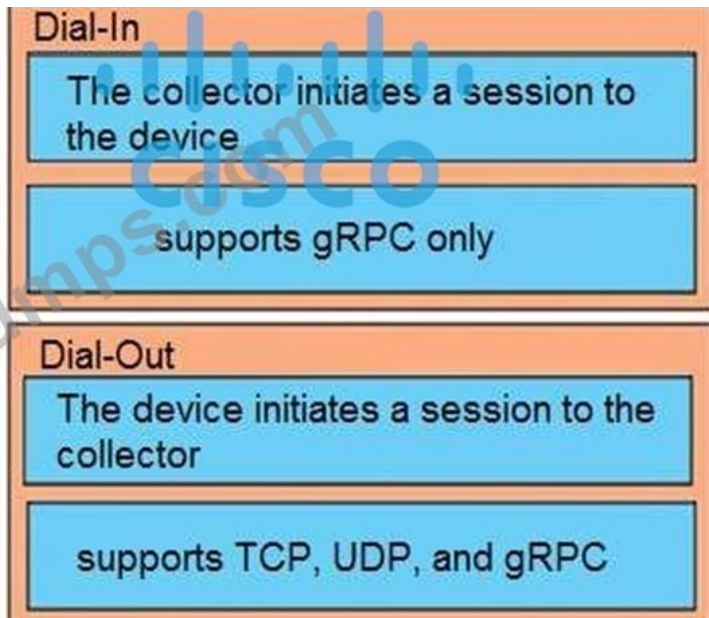 Dial-In
The collector initiates a session to
the device
CISCO
supports gRPC only
Dial-Out
The device initiates a session to the
collector
supports TCP, UDP, and gRPC